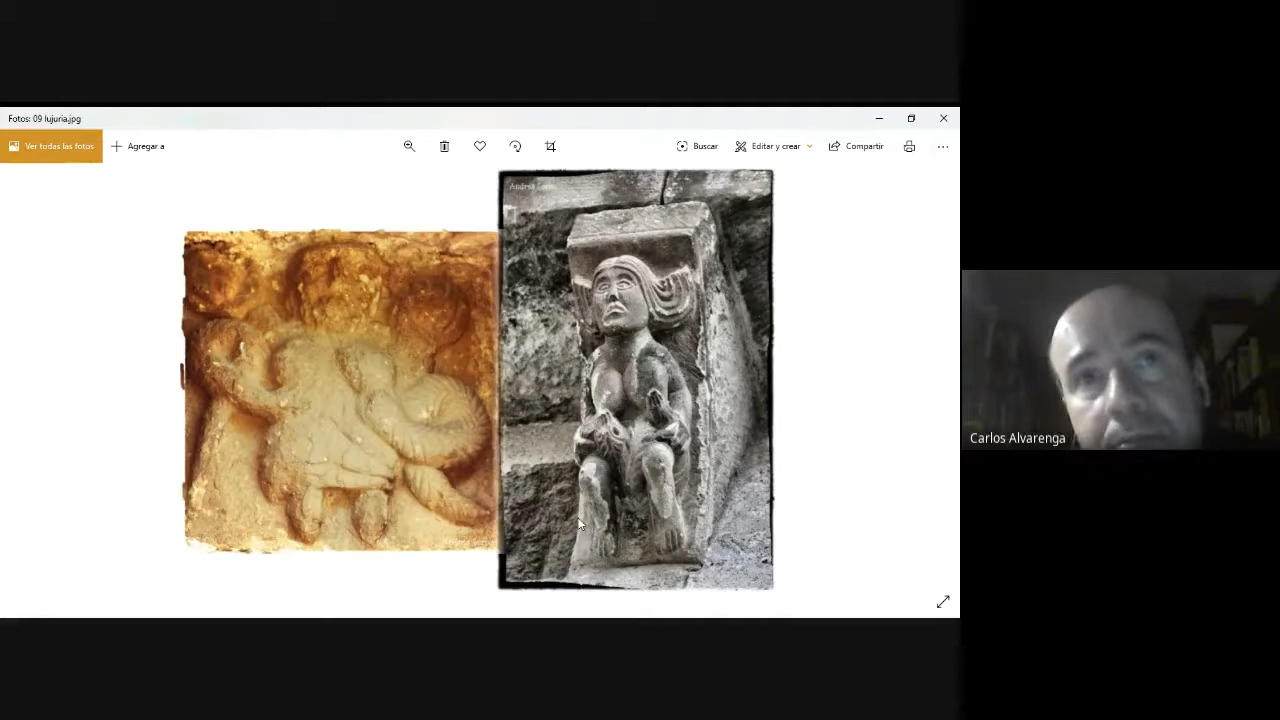 Fotos: 09 lujuria.jpg
Ver todas las fotos
Agregar a
Buscar
Editar y crear
Compartir
Carlos Alvarenga